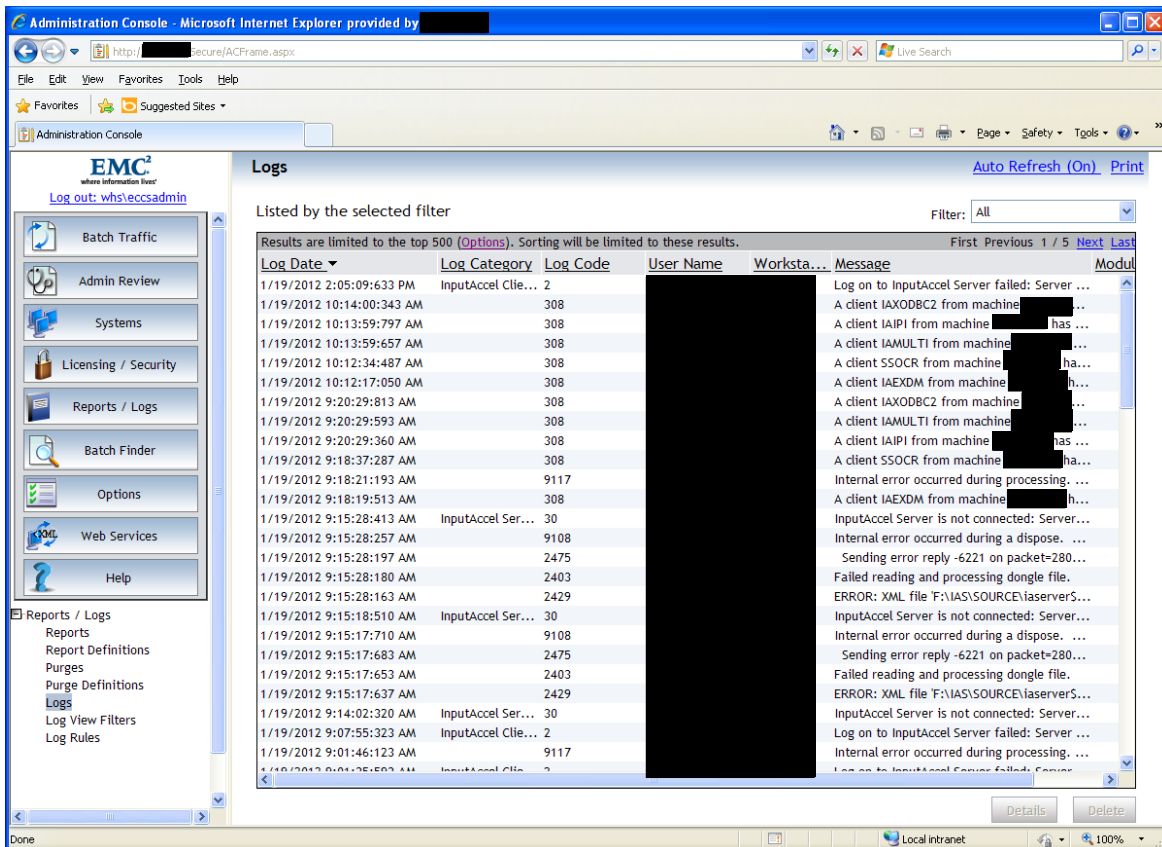 Administration Console - Microsoft Internet Explorer provided by
http:/ Secure/ACFrame.aspx
Live Search
File Edit View Favorites Tools Help
Favorites Suggested Sites
Administration Console
Page Safety Tools
EMC²
where information lives®
Log out: whs\eccsadmin
Batch Traffic
Admin Review
Systems
Licensing / Security
Reports / Logs
Batch Finder
Options
XML Web Services
Help
Reports / Logs
Reports
Report Definitions
Purges
Purge Definitions
Logs
Log View Filters
Log Rules
Logs
Auto Refresh (On) Print
Listed by the selected filter
Filter: All
Results are limited to the top 500 (Options). Sorting will be limited to these results. First Previous 1 / 5 Next Last
Log Date Log Category Log Code User Name Worksta... Message Modul
1/19/2012 2:05:09:633 PM InputAccel Clie... 2 Log on to InputAccel Server failed: Server ...
1/19/2012 10:14:00:343 AM 308 A client IAXODBC2 from machine ...
1/19/2012 10:13:59:797 AM 308 A client IAIPI from machine has ...
1/19/2012 10:13:59:657 AM 308 A client IAMULTI from machine ...
1/19/2012 10:12:34:487 AM 308 A client SSOCR from machine ha...
1/19/2012 10:12:17:050 AM 308 A client IAEXDM from machine h...
1/19/2012 9:20:29:813 AM 308 A client IAXODBC2 from machine ...
1/19/2012 9:20:29:593 AM 308 A client IAMULTI from machine ...
1/19/2012 9:20:29:360 AM 308 A client IAIPI from machine has ...
1/19/2012 9:18:37:287 AM 308 A client SSOCR from machine ha...
1/19/2012 9:18:21:193 AM 9117 Internal error occurred during processing. ...
1/19/2012 9:18:19:513 AM 308 A client IAEXDM from machine h...
1/19/2012 9:15:28:413 AM InputAccel Ser... 30 InputAccel Server is not connected: Server...
1/19/2012 9:15:28:257 AM 9108 Internal error occurred during a dispose. ...
1/19/2012 9:15:28:197 AM 2475 Sending error reply -6221 on packet=280...
1/19/2012 9:15:28:180 AM 2403 Failed reading and processing dongle file.
1/19/2012 9:15:28:163 AM 2429 ERROR: XML file 'F:\IAS\SOURCE\iaserver$...
1/19/2012 9:15:18:510 AM InputAccel Ser... 30 InputAccel Server is not connected: Server...
1/19/2012 9:15:17:710 AM 9108 Internal error occurred during a dispose. ...
1/19/2012 9:15:17:683 AM 2475 Sending error reply -6221 on packet=280...
1/19/2012 9:15:17:653 AM 2403 Failed reading and processing dongle file.
1/19/2012 9:15:17:637 AM 2429 ERROR: XML file 'F:\IAS\SOURCE\iaserver$...
1/19/2012 9:14:02:320 AM InputAccel Ser... 30 InputAccel Server is not connected: Server...
1/19/2012 9:07:55:323 AM InputAccel Clie... 2 Log on to InputAccel Server failed: Server ...
1/19/2012 9:01:46:123 AM 9117 Internal error occurred during processing. ...
1/19/2012 9:01:25:593 AM InputAccel Clie... 2 Log on to InputAccel Server failed: Server
Details Delete
Done Local intranet 100%